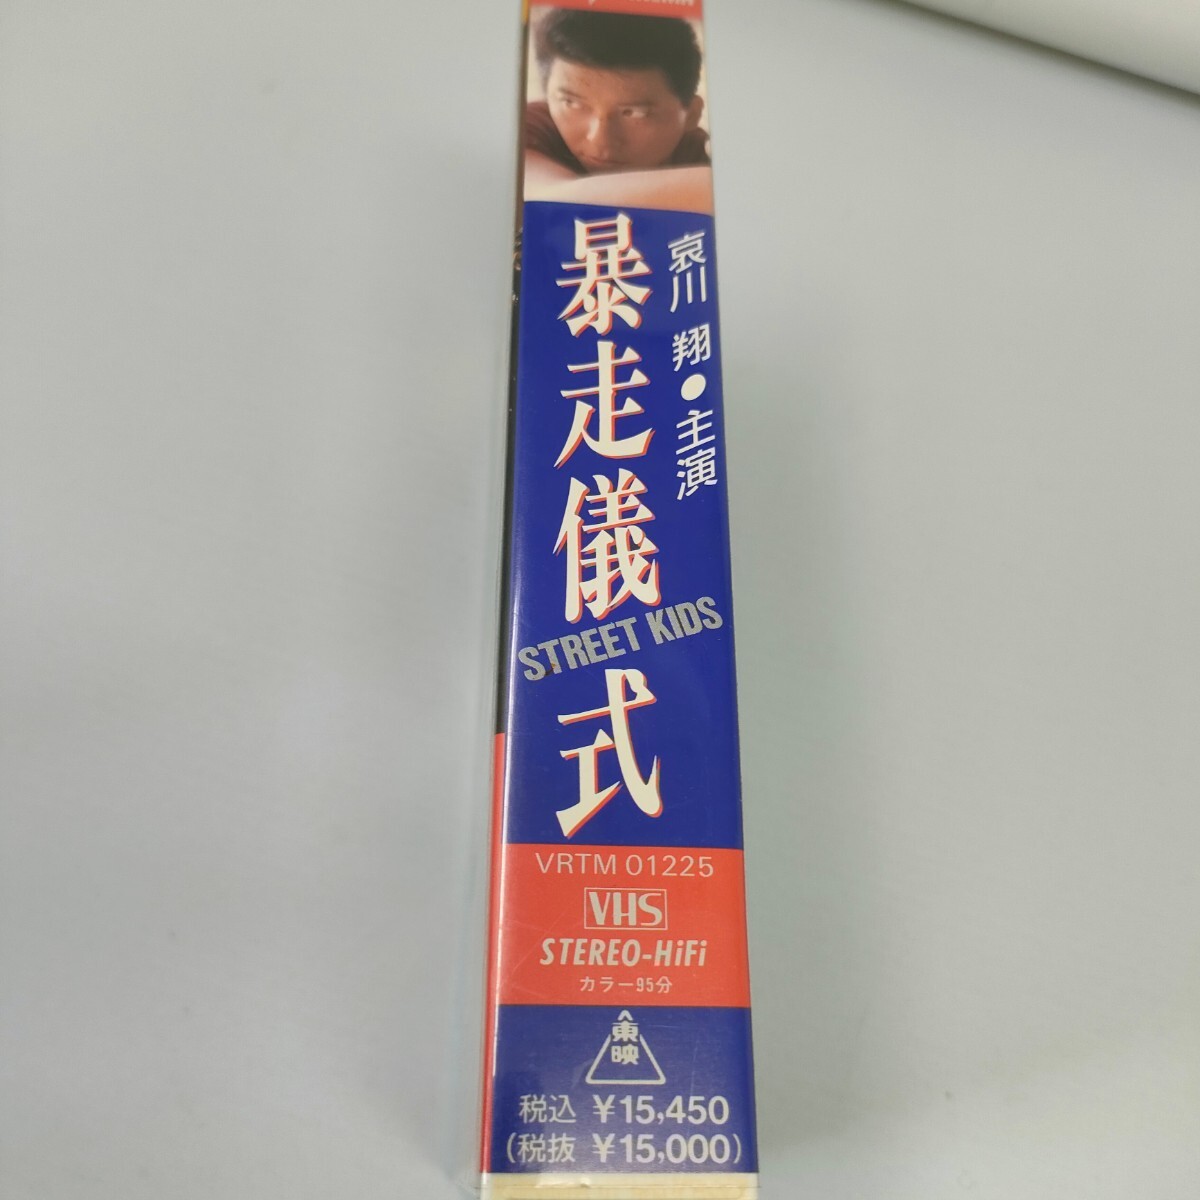 哀川 翔●主演
暴走儀式
STREET KIDS
VRTM 01225
VHS
STEREO-HiFi
カラー95分
東映
税込 ¥15,450
(税抜 ¥15,000)